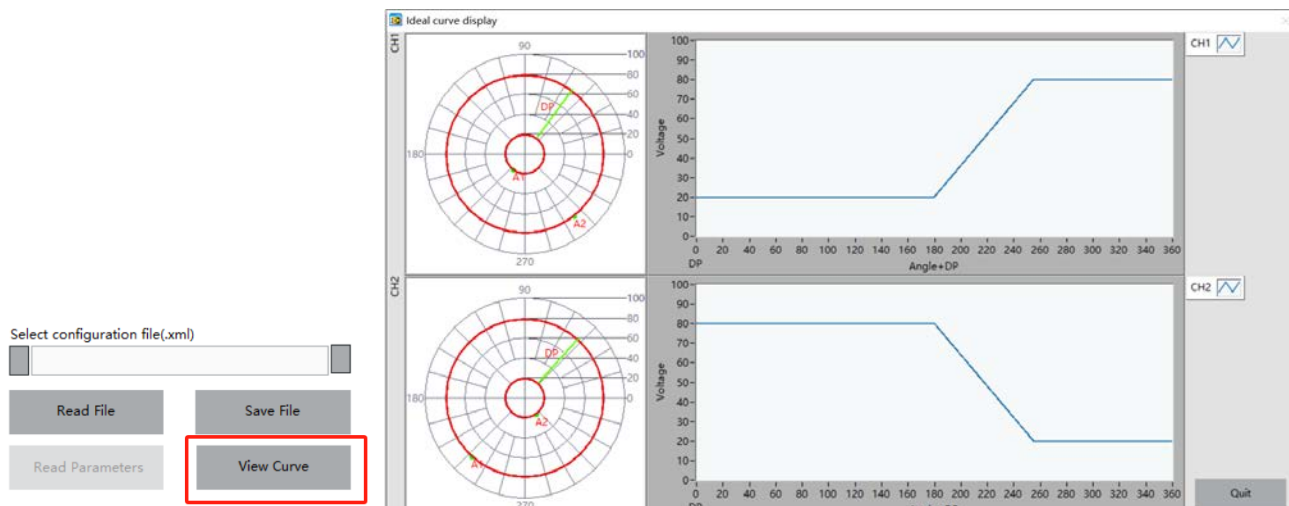 Select configuration file(.xml)
Read File
Save File
Read Parameters
View Curve
Ideal curve display
CH1
90
100
80
60
40
20
0
180
270
DP
A1
A2
Voltage
100
90
80
70
60
50
40
30
20
10
0
0 20 40 60 80 100 120 140 160 180 200 220 240 260 280 300 320 340 360
DP
Angle+DP
CH1
CH2
90
100
80
60
40
20
0
180
270
DP
A2
A1
Voltage
100
90
80
70
60
50
40
30
20
10
0
0 20 40 60 80 100 120 140 160 180 200 220 240 260 280 300 320 340 360
DP
CH2
Quit